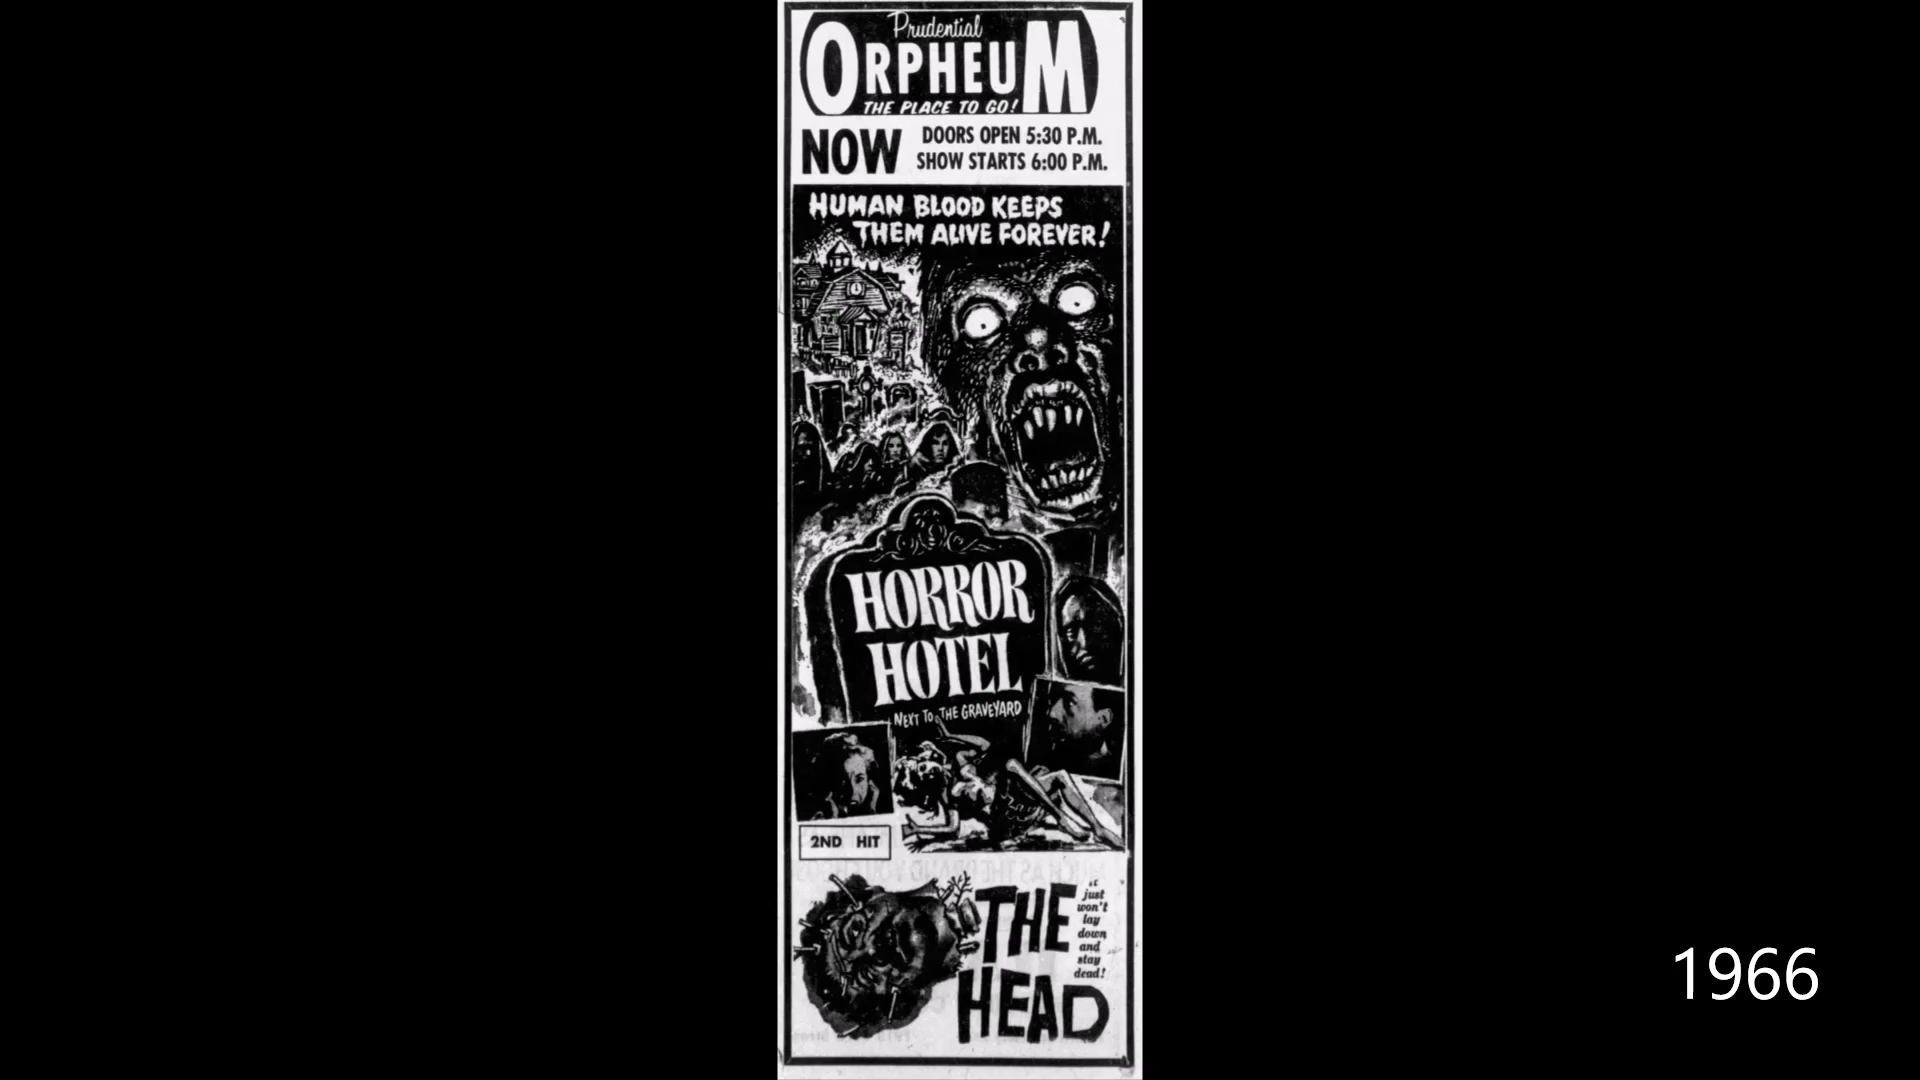 Prudential
ORPHEUM
THE PLACE TO GO!
NOW
DOORS OPEN 5:30 P.M.
SHOW STARTS 6:00 P.M.
HUMAN BLOOD KEEPS
THEM ALIVE FOREVER!
HORROR
HOTEL
NEXT TO THE GRAVEYARD
2ND HIT
THE
HEAD
it
just
won't
lay
down
and
stay
dead!
1966